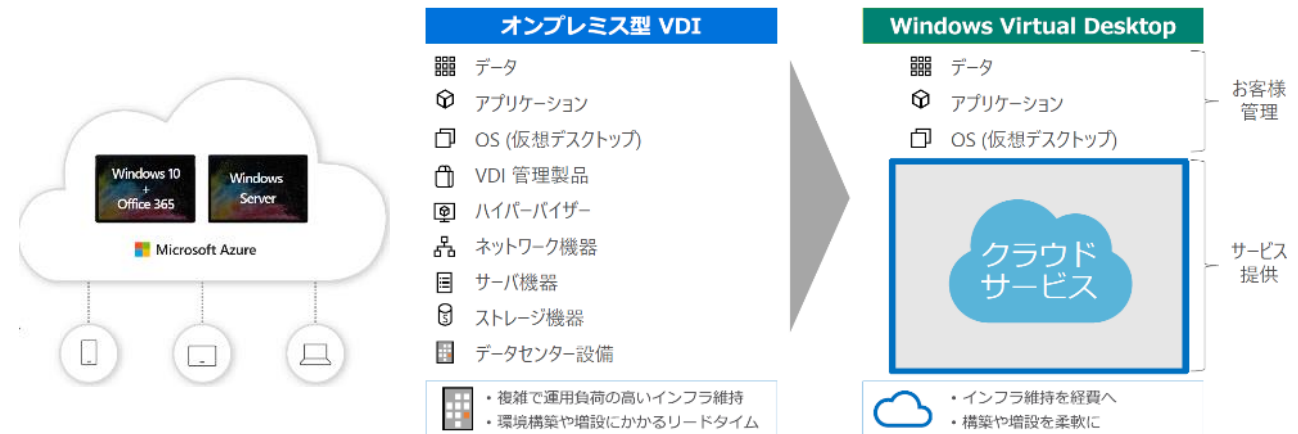 Windows 10
+
Office 365
Windows
Server
Microsoft Azure
オンプレミス型 VDI
データ
アプリケーション
OS (仮想デスクトップ)
VDI 管理製品
ハイパーバイザー
ネットワーク機器
サーバ機器
ストレージ機器
データセンター設備
・複雑で運用負荷の高いインフラ維持
・環境構築や増設にかかるリードタイム
Windows Virtual Desktop
データ
アプリケーション
OS (仮想デスクトップ)
クラウド
サービス
・インフラ維持を経費へ
・構築や増設を柔軟に
お客様
管理
サービス
提供